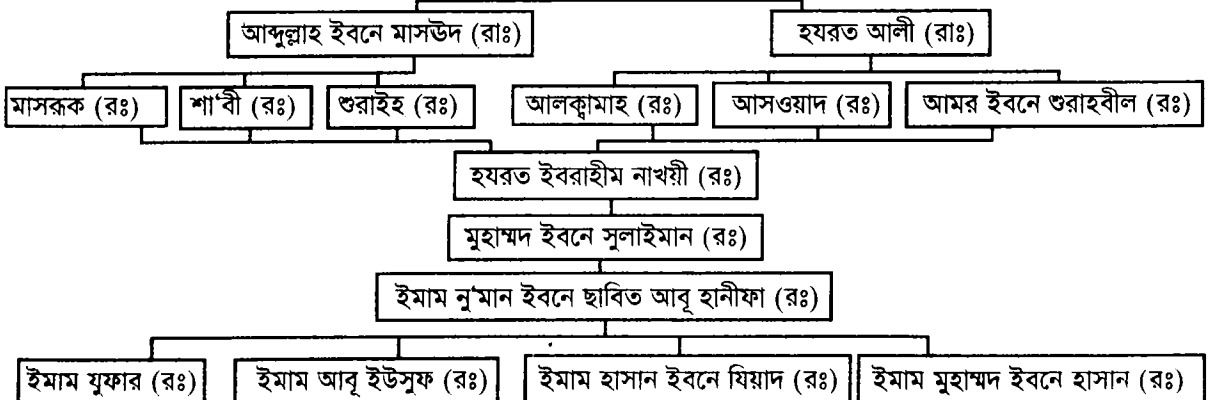 আব্দুল্লাহ ইবনে মাসঊদ (রাঃ) হযরত আলী (রাঃ)
মাসরূক (রঃ) শা'বী (রঃ) শুরাইহ (রঃ) আলক্বামাহ (রঃ) আসওয়াদ (রঃ) আমর ইবনে শুরাহবীল (রঃ)
হযরত ইবরাহীম নাখয়ী (রঃ)
মুহাম্মদ ইবনে সুলাইমান (রঃ)
ইমাম নু'মান ইবনে ছাবিত আবূ হানীফা (রঃ)
ইমাম যুফার (রঃ) ইমাম আবূ ইউসুফ (রঃ) ইমাম হাসান ইবনে যিয়াদ (রঃ) ইমাম মুহাম্মদ ইবনে হাসান (রঃ)